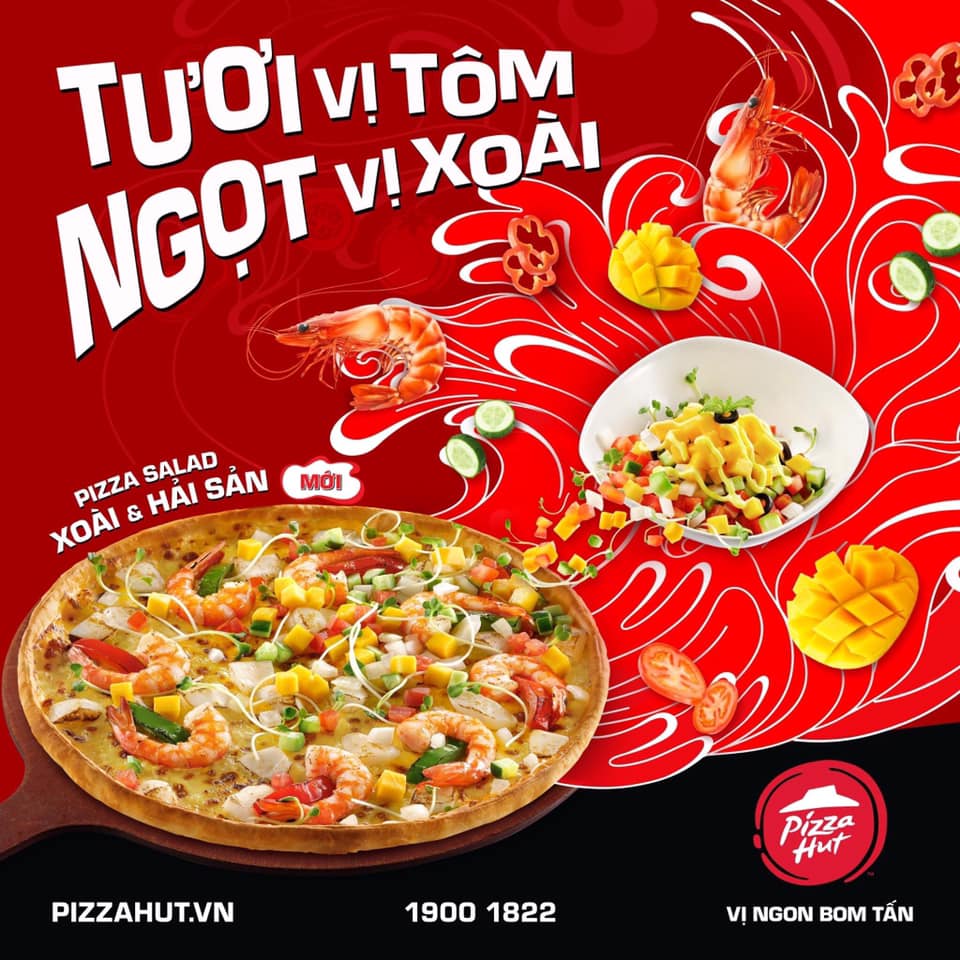 TƯƠI VỊ TÔM
NGỌT VỊ XOÀI
PIZZA SALAD
XOÀI & HẢI SẢN
MỚI
Pizza
Hut
TM
PIZZAHUT.VN
1900 1822
VỊ NGON BOM TẤN